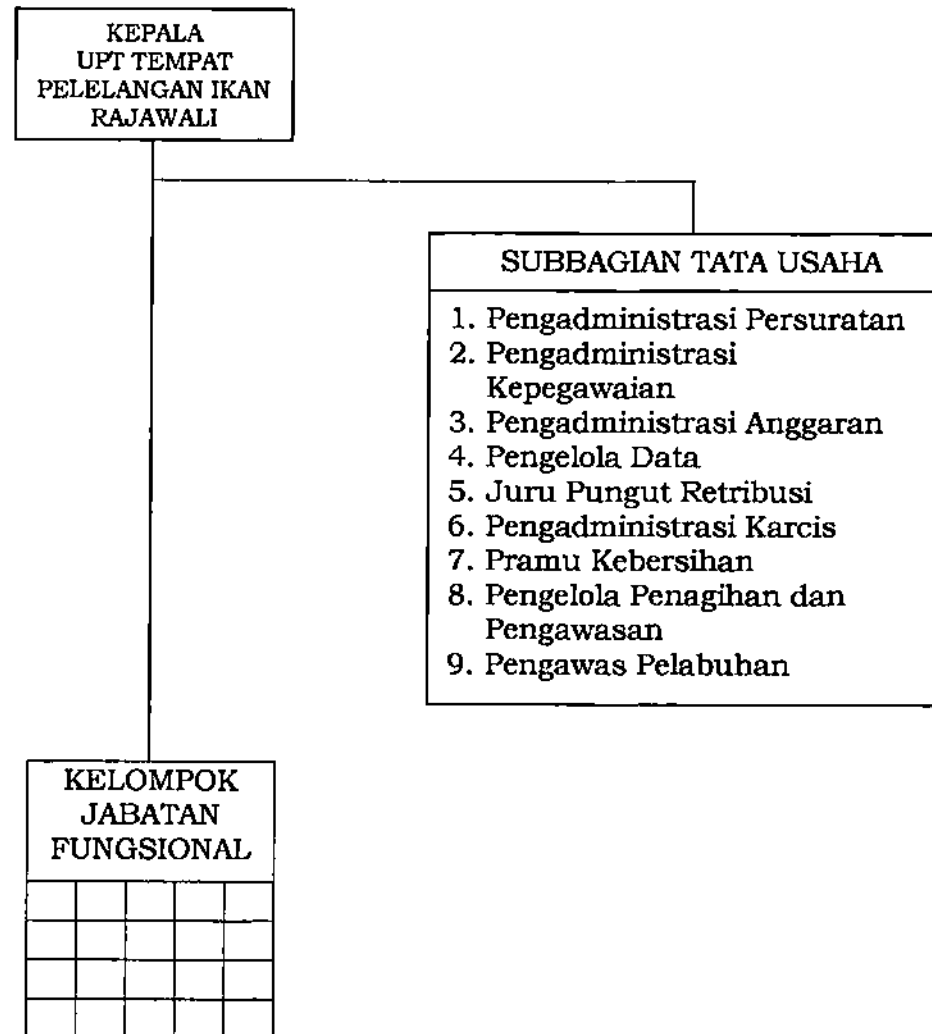 KEPALA
UPT TEMPAT
PELELANGAN IKAN
RAJAWALI
SUBBAGIAN TATA USAHA
1. Pengadministrasi Persuratan
2. Pengadministrasi
Kepegawaian
3. Pengadministrasi Anggaran
4. Pengelola Data
5. Juru Pungut Retribusi
6. Pengadministrasi Karcis
7. Pramu Kebersihan
8. Pengelola Penagihan dan
Pengawasan
9. Pengawas Pelabuhan
KELOMPOK
JABATAN
FUNGSIONAL